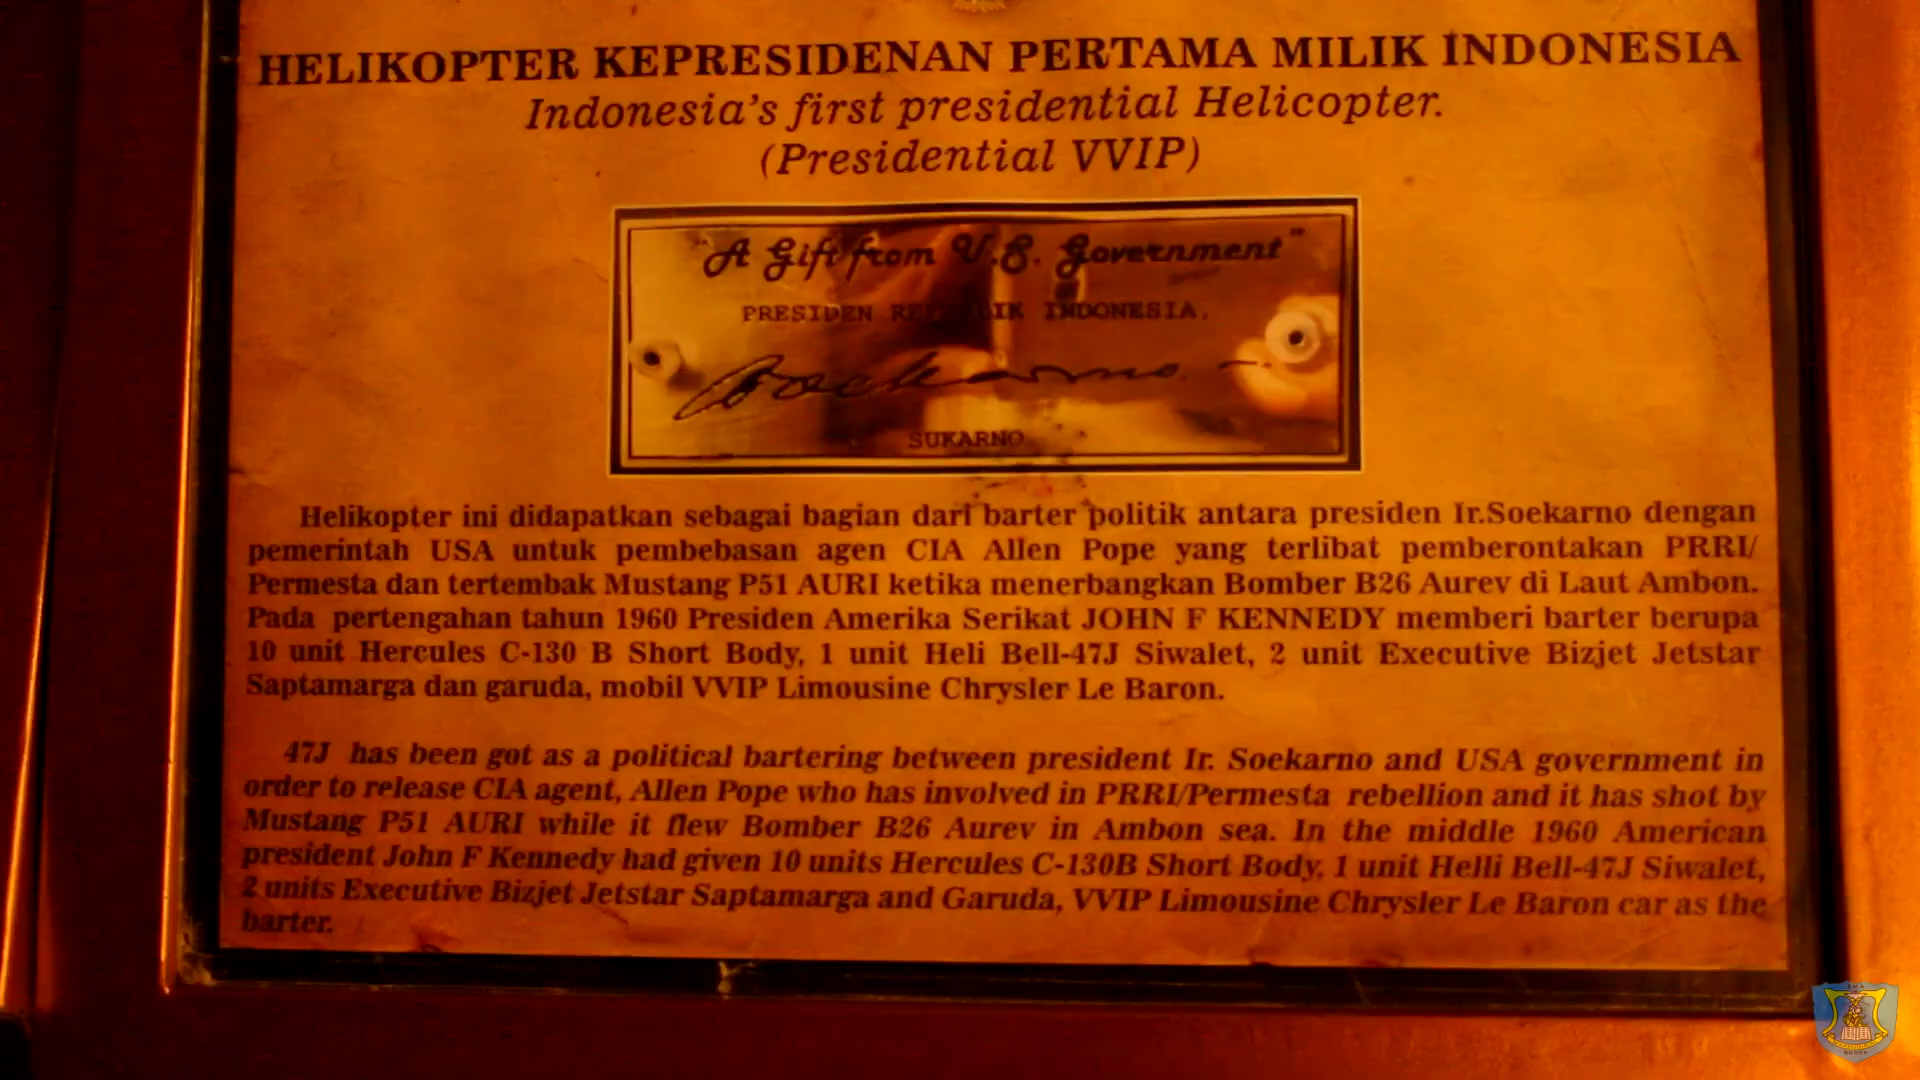 HELIKOPTER KEPRESIDENAN PERTAMA MILIK INDONESIA
Indonesia's first presidential Helicopter.
(Presidential VVIP)
"A Gift from U.S. Government"
PRESIDEN REPUBLIK INDONESIA.
Soekarno
SUKARNO
Helikopter ini didapatkan sebagai bagian dari barter politik antara presiden Ir.Soekarno dengan
pemerintah USA untuk pembebasan agen CIA Allen Pope yang terlibat pemberontakan PRRI/
Permesta dan tertembak Mustang P51 AURI ketika menerbangkan Bomber B26 Aurev di Laut Ambon.
Pada pertengahan tahun 1960 Presiden Amerika Serikat JOHN F KENNEDY memberi barter berupa
10 unit Hercules C-130 B Short Body, 1 unit Heli Bell-47J Siwalet, 2 unit Executive Bizjet Jetstar
Saptamarga dan garuda, mobil VVIP Limousine Chrysler Le Baron.
47J has been got as a political bartering between president Ir. Soekarno and USA government in
order to release CIA agent, Allen Pope who has involved in PRRI/Permesta rebellion and it has shot by
Mustang P51 AURI while it flew Bomber B26 Aurev in Ambon sea. In the middle 1960 American
president John F Kennedy had given 10 units Hercules C-130B Short Body, 1 unit Helli Bell-47J Siwalet,
2 units Executive Bizjet Jetstar Saptamarga and Garuda, VVIP Limousine Chrysler Le Baron car as the
barter.